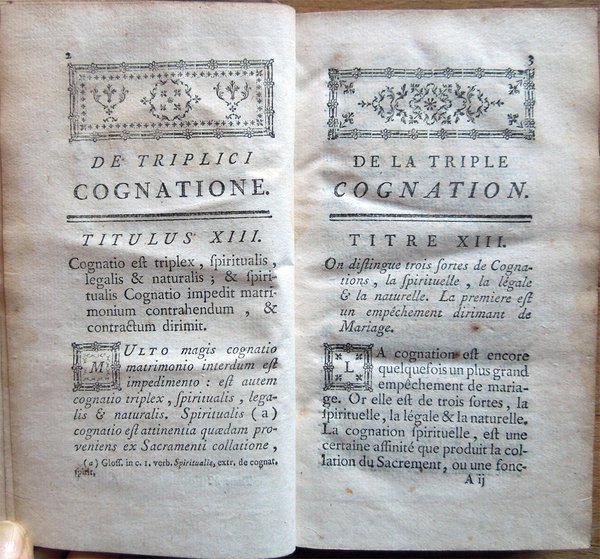 2
DE TRIPLICI
COGNATIONE.
TITULUS XIII.
Cognatio est triplex, spiritualis,
legalis & naturalis; & spiri-
tualis Cognatio impedit matri-
monium contrahendum, &
contractum dirimit.
MULTO magis cognatio
matrimonio interdum est
impedimento: est autem
cognatio triplex, spiritualis, lega-
lis & naturalis. Spiritualis (a)
cognatio est attinentia quædam pro-
veniens ex Sacramenti collatione,
(a) Gloss. in c. 1. verb. Spiritualis, extr. de cognat.
spirit,
3
DE LA TRIPLE
COGNATION.
TITRE XIII.
On distingue trois sortes de Cogna-
tions, la spirituelle, la légale
& la naturelle. La premiere est
un empêchement dirimant de
Mariage.
LA cognation est encore
quelquefois un plus grand
empêchement de maria-
ge. Or elle est de trois sortes, la
spirituelle, la légale & la naturelle.
La cognation spirituelle, est une
certaine affinité que produit la col-
lation du Sacrement, ou une fonc-
A ij